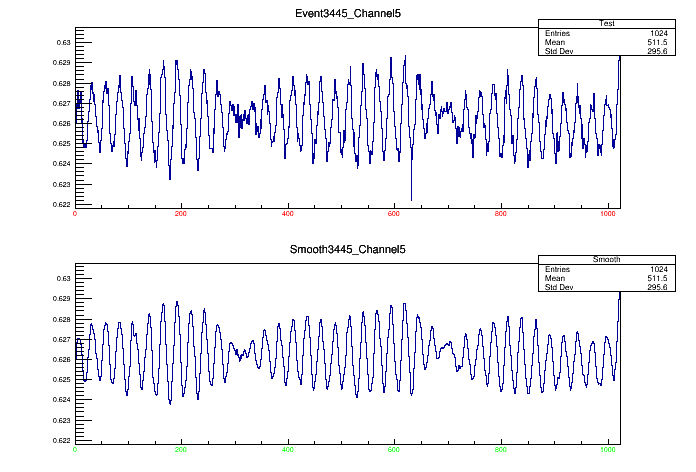 Event3445_Channel5
Test
Entries 1024
Mean 511.5
Std Dev 295.6
0.63
0.629
0.628
0.627
0.626
0.625
0.624
0.623
0.622
0 200 400 600 800 1000
Smooth3445_Channel5
Smooth
Entries 1024
Mean 511.5
Std Dev 295.6
0.63
0.629
0.628
0.627
0.626
0.625
0.624
0.623
0.622
0 200 400 600 800 1000